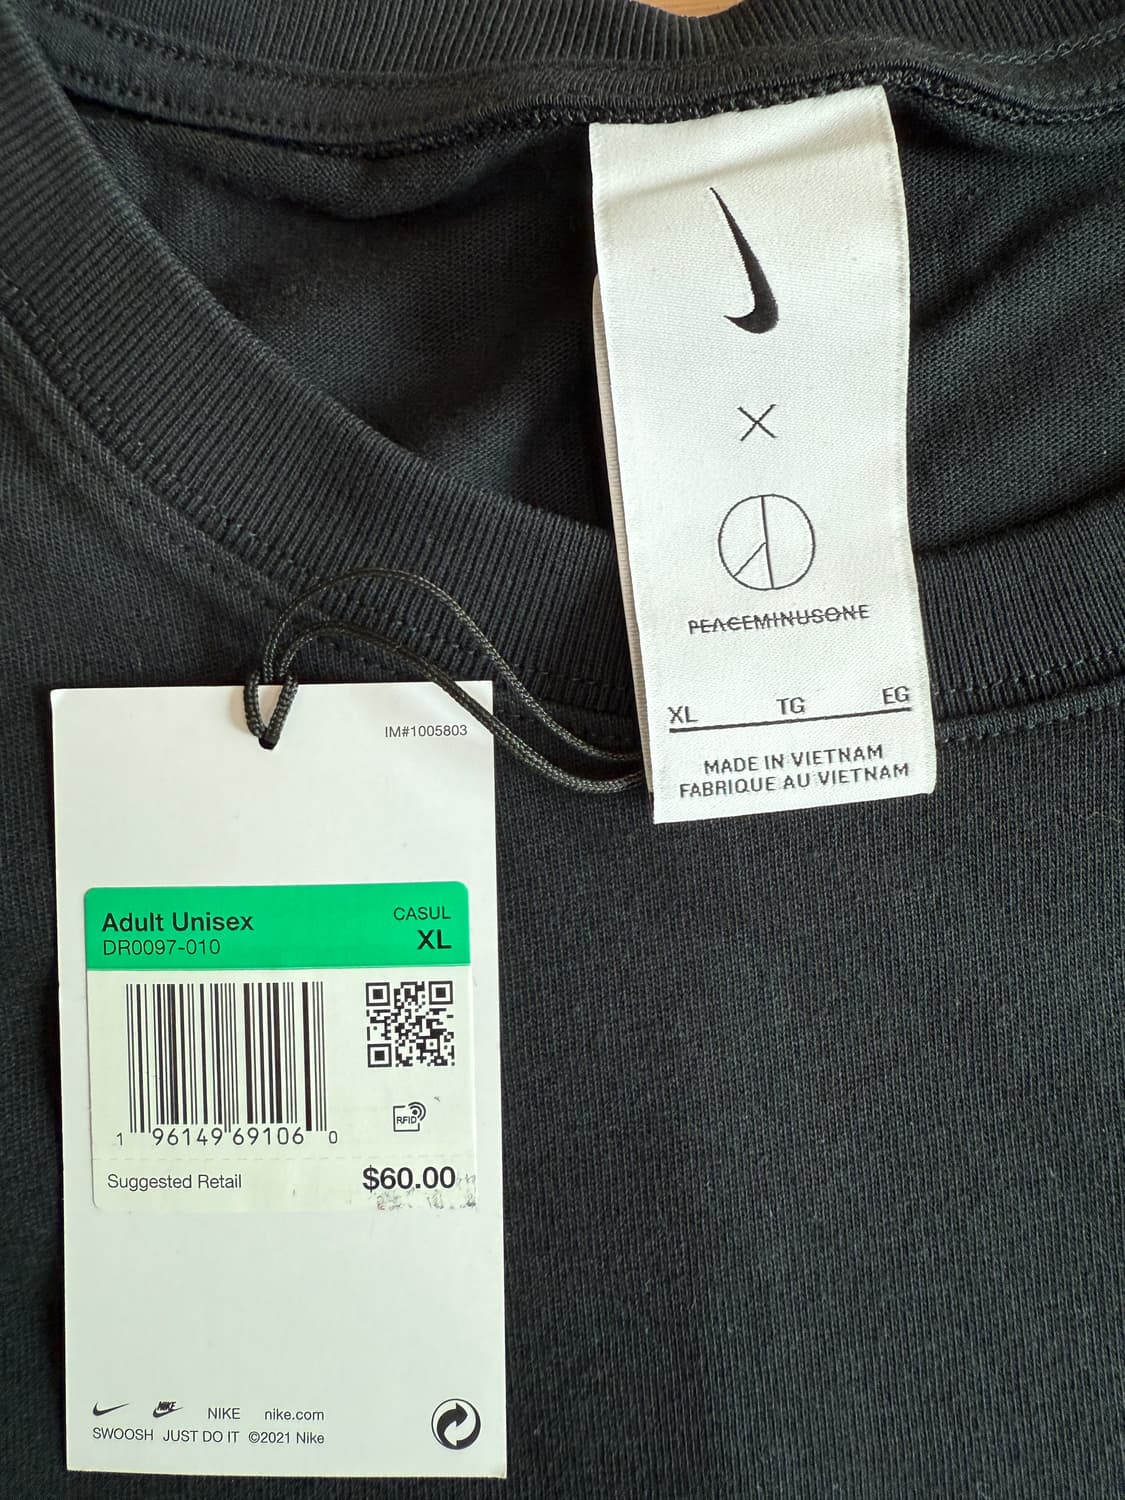 ×
PEACEMINUSONE
XL TG EG
MADE IN VIETNAM
FABRIQUE AU VIETNAM
IM#1005803
Adult Unisex CASUL
DR0097-010 XL
1 96149 69106 0
RFID
Suggested Retail $60.00
NIKE NIKE nike.com
SWOOSH JUST DO IT ©2021 Nike